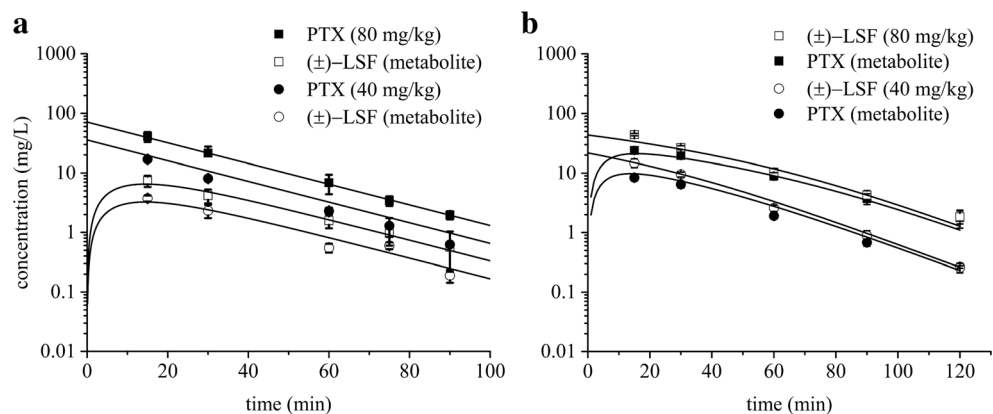 a
PTX (80 mg/kg)
(±)−LSF (metabolite)
PTX (40 mg/kg)
(±)−LSF (metabolite)
1000
100
10
1
0.1
0.01
concentration (mg/L)
0 20 40 60 80 100
time (min)
b
(±)−LSF (80 mg/kg)
PTX (metabolite)
(±)−LSF (40 mg/kg)
PTX (metabolite)
1000
100
10
1
0.1
0.01
0 20 40 60 80 100 120
time (min)